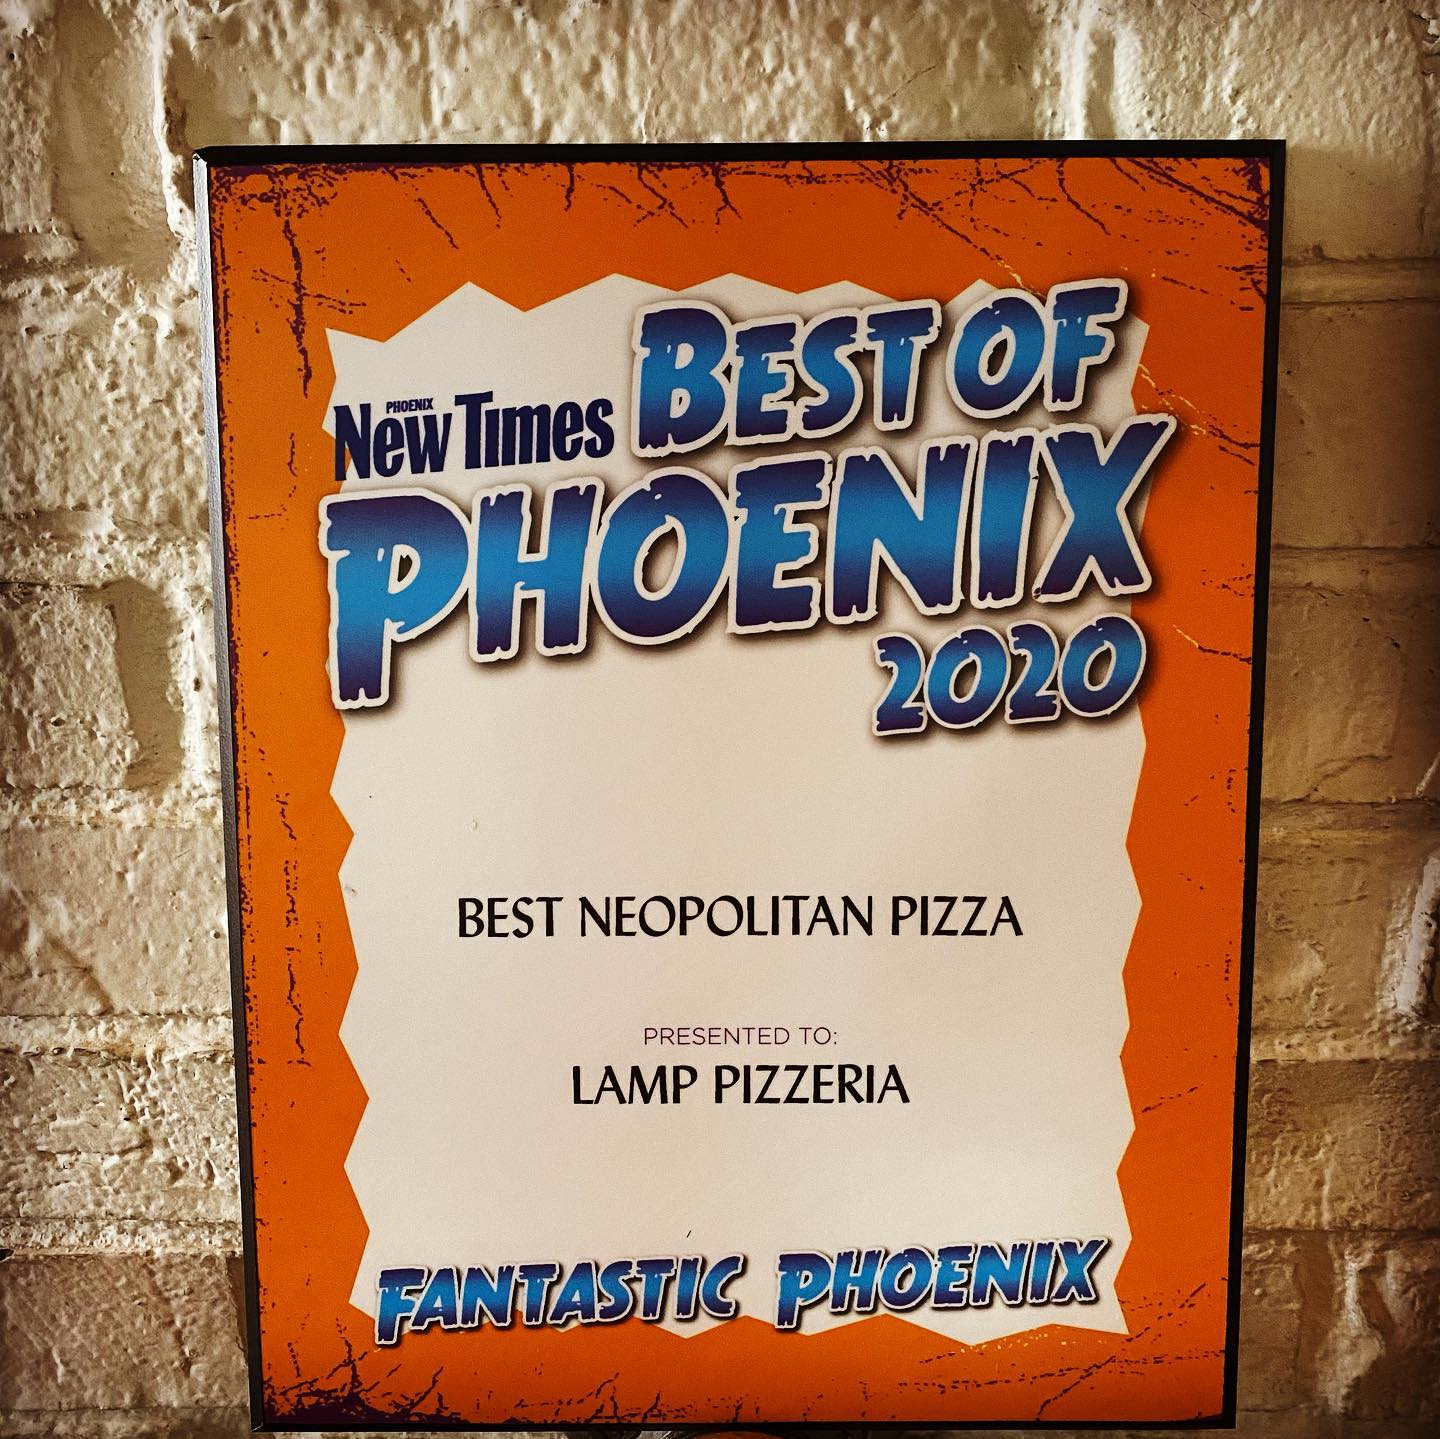 PHOENIX
New Times BEST OF
PHOENIX
2020
BEST NEOPOLITAN PIZZA
PRESENTED TO:
LAMP PIZZERIA
FANTASTIC PHOENIX